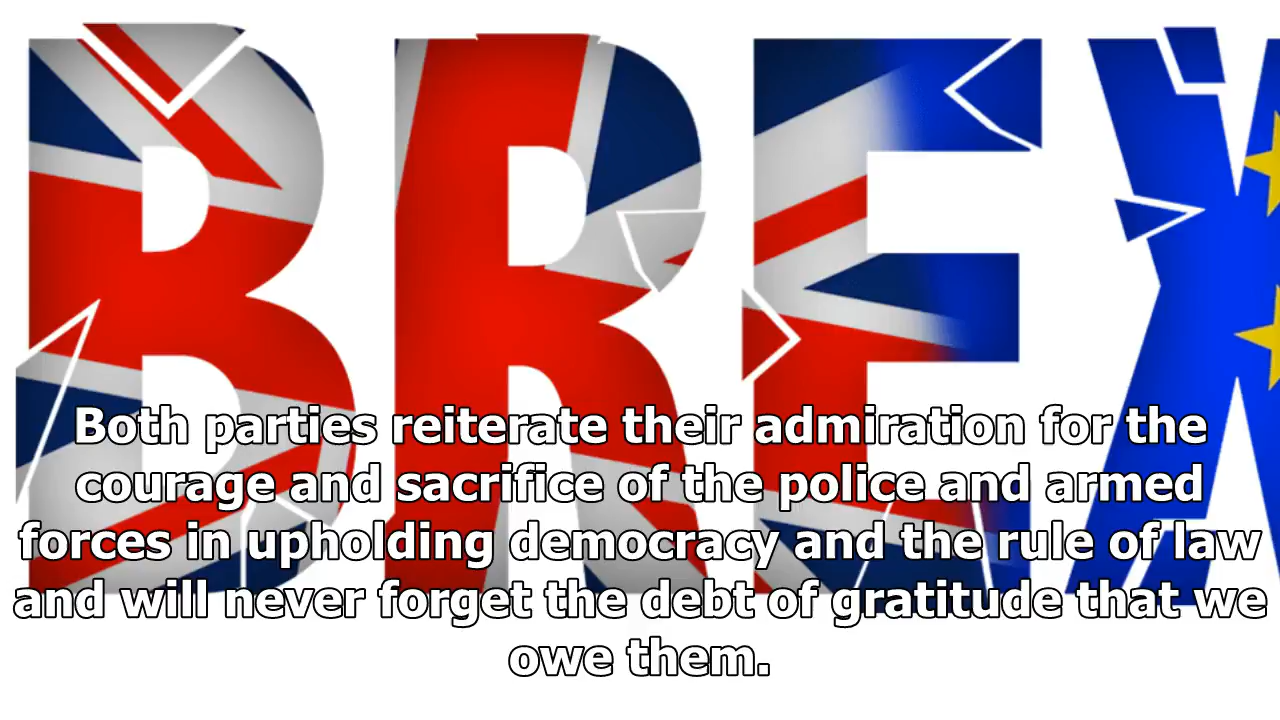 BREX
Both parties reiterate their admiration for the
courage and sacrifice of the police and armed
forces in upholding democracy and the rule of law
and will never forget the debt of gratitude that we
owe them.